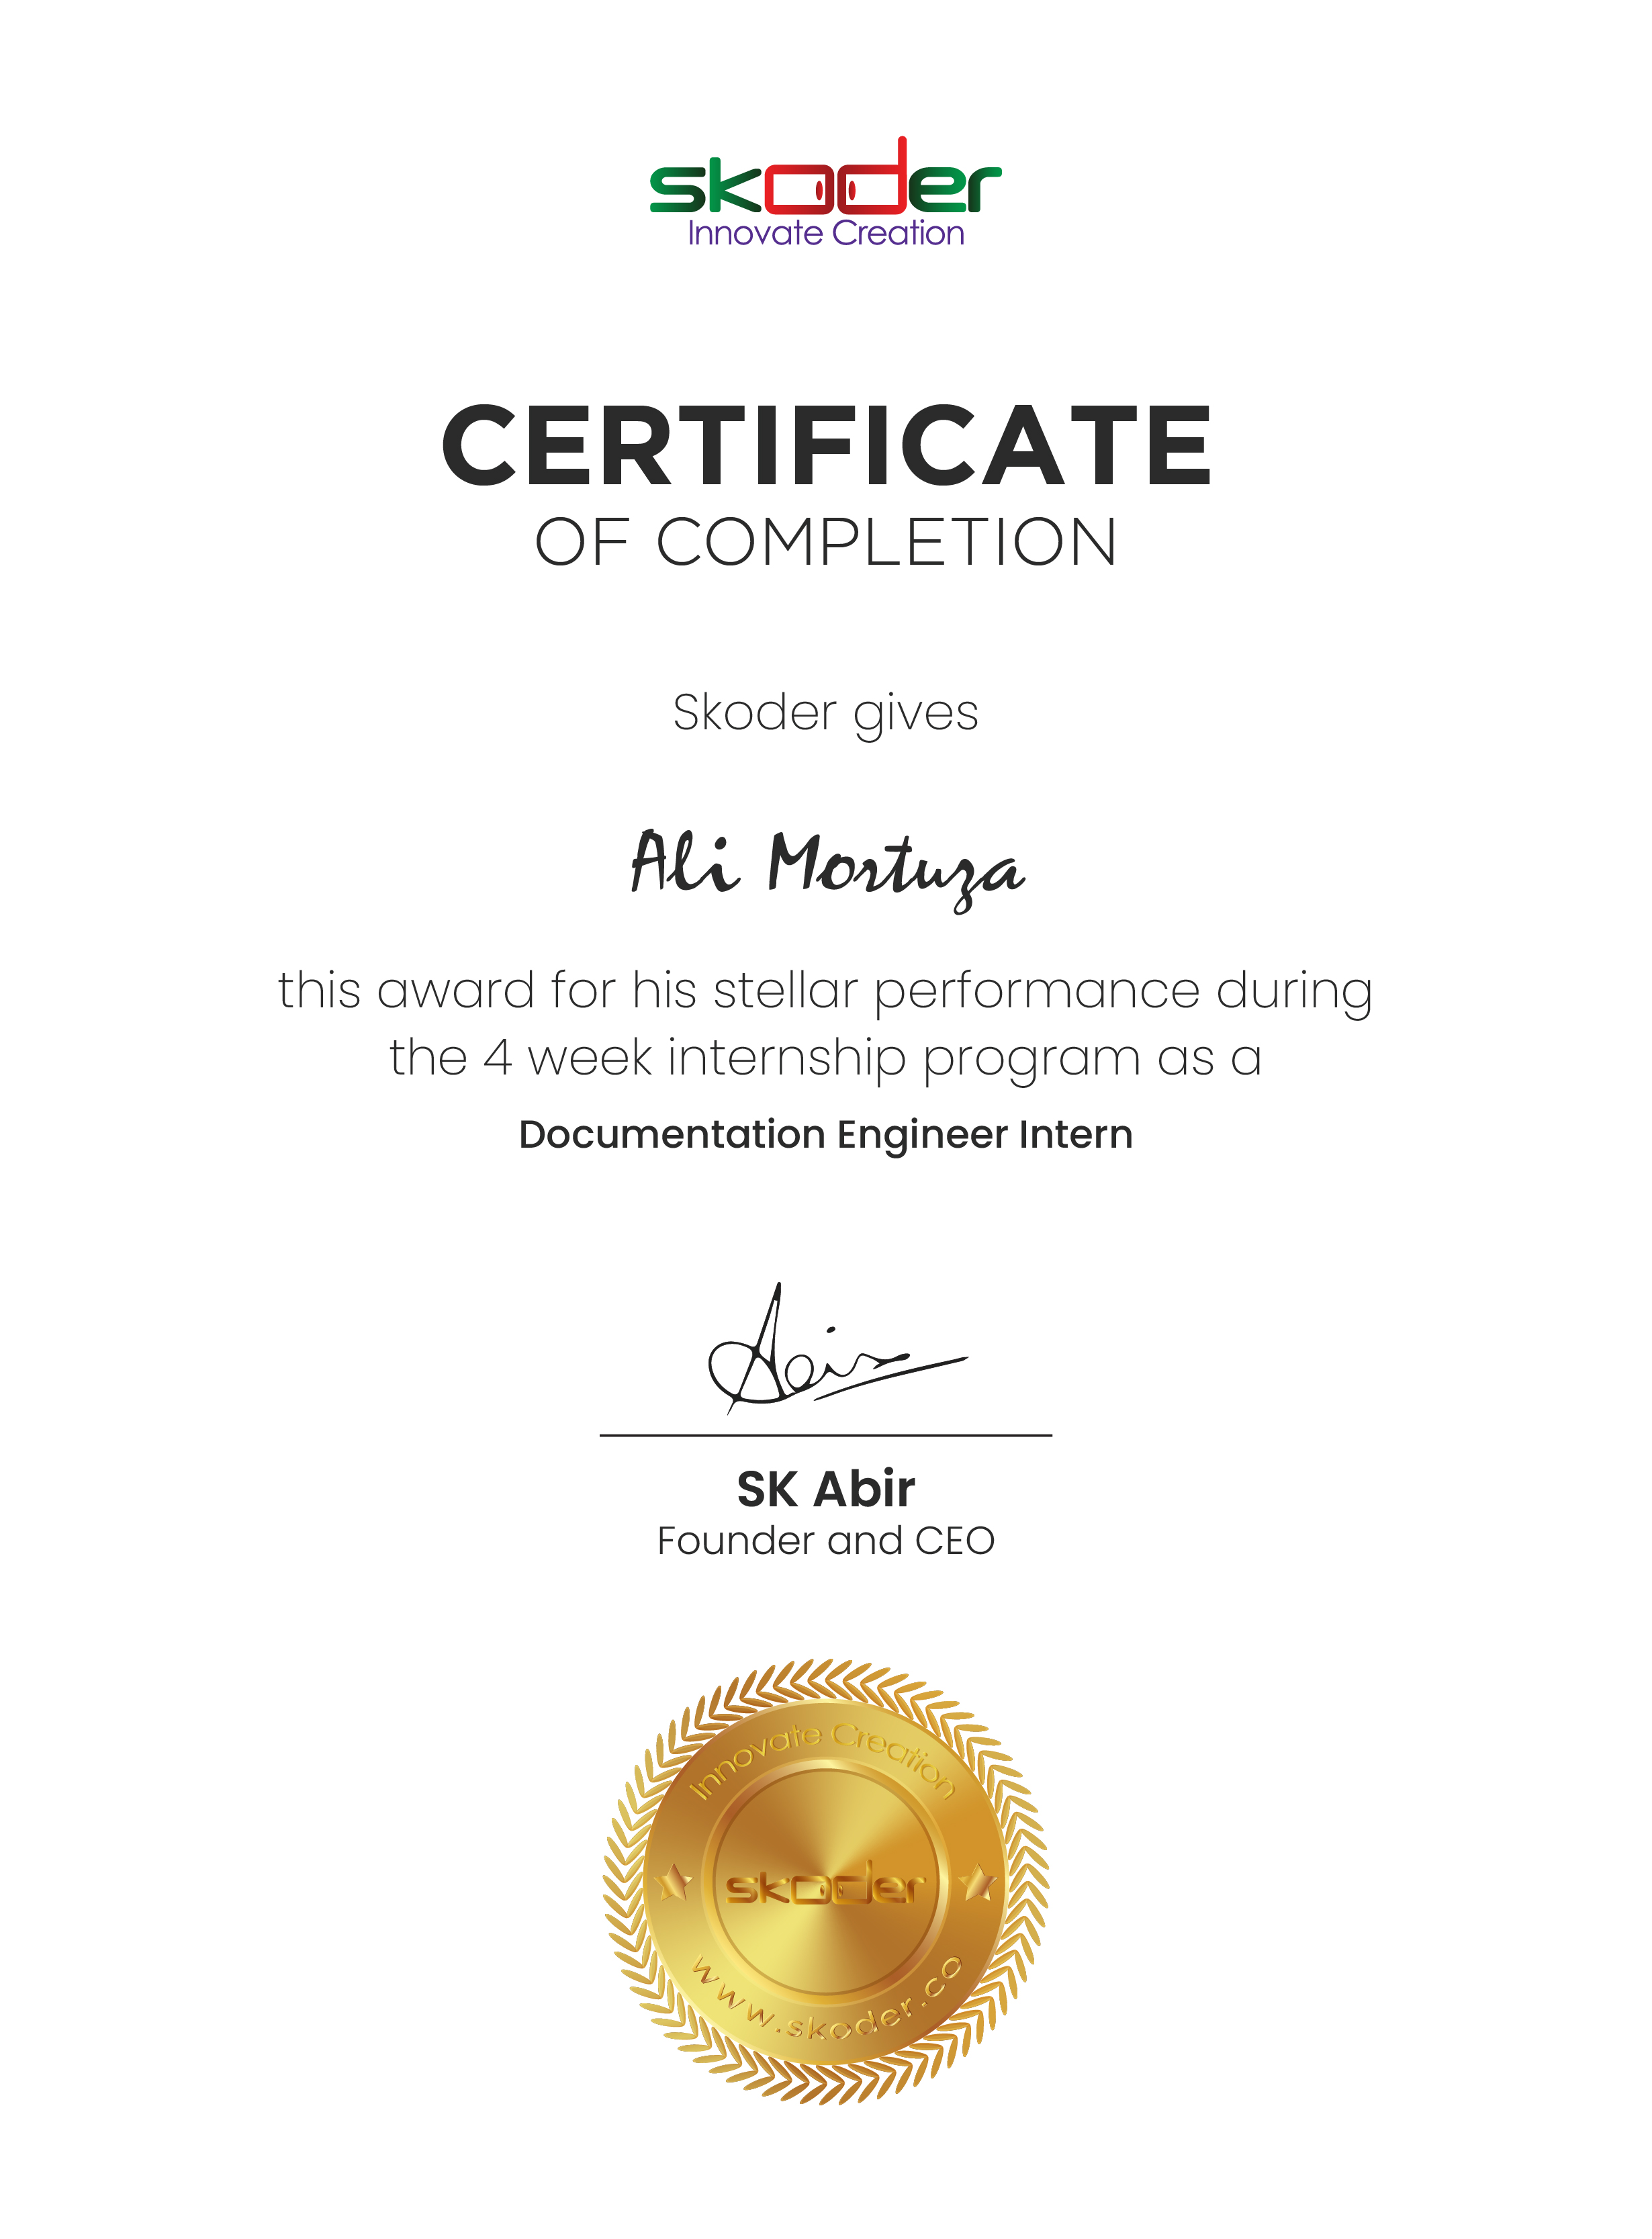 skoder
Innovate Creation
CERTIFICATE
OF COMPLETION
Skoder gives
Ali Mortuza
this award for his stellar performance during
the 4 week internship program as a
Documentation Engineer Intern
Abir
SK Abir
Founder and CEO
Innovate Creation
skoder
www.skoder.co